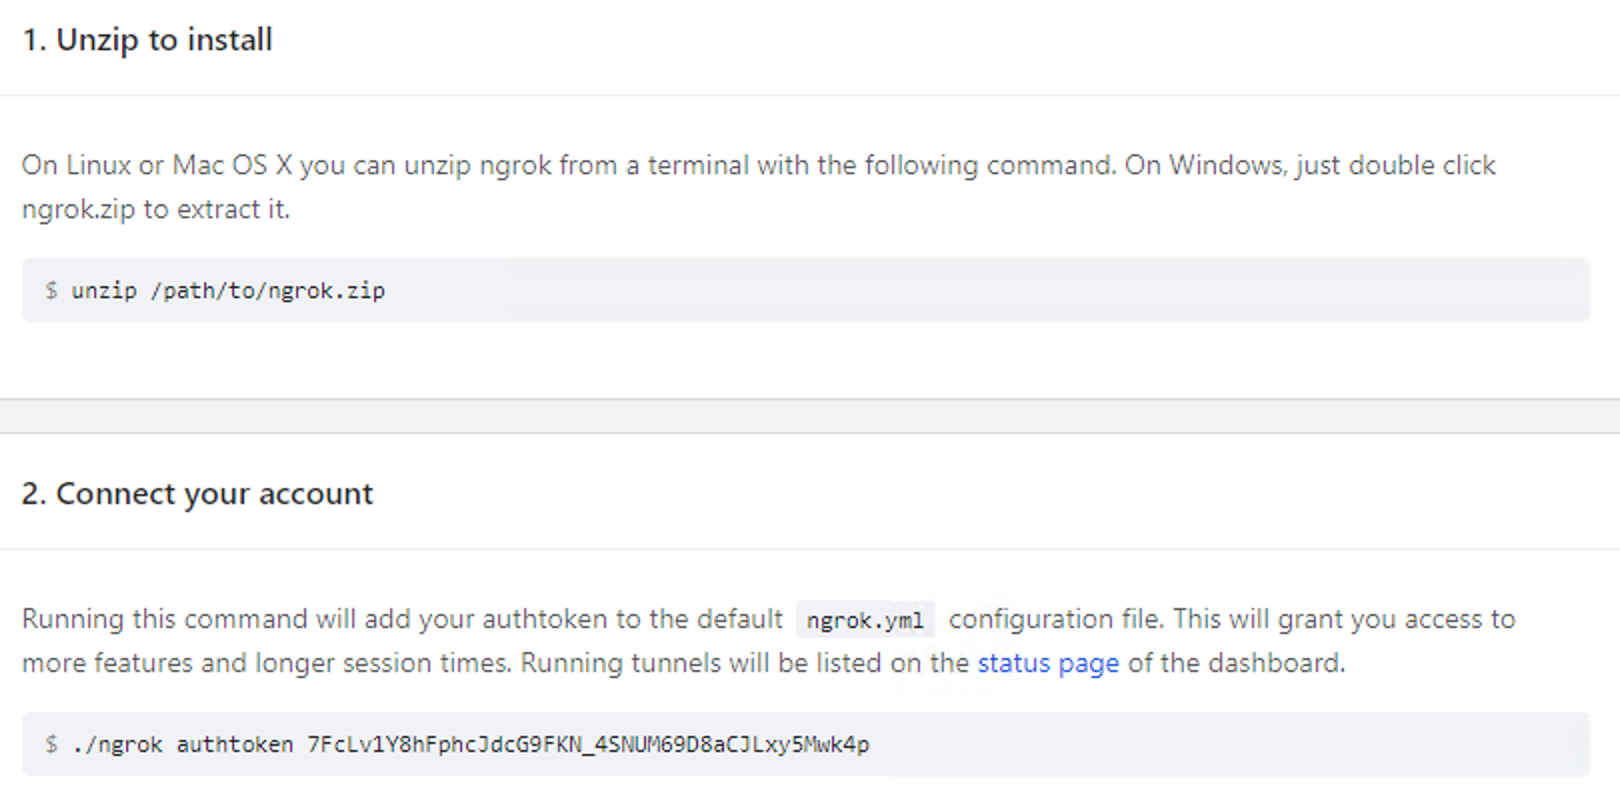 1. Unzip to install
On Linux or Mac OS X you can unzip ngrok from a terminal with the following command. On Windows, just double click
ngrok.zip to extract it.
$ unzip /path/to/ngrok.zip
2. Connect your account
Running this command will add your authtoken to the default ngrok.yml configuration file. This will grant you access to
more features and longer session times. Running tunnels will be listed on the status page of the dashboard.
$ ./ngrok authtoken 7FcLv1Y8hFphcJdcG9FKN_4SNUM69D8aCJLxy5Mwk4p